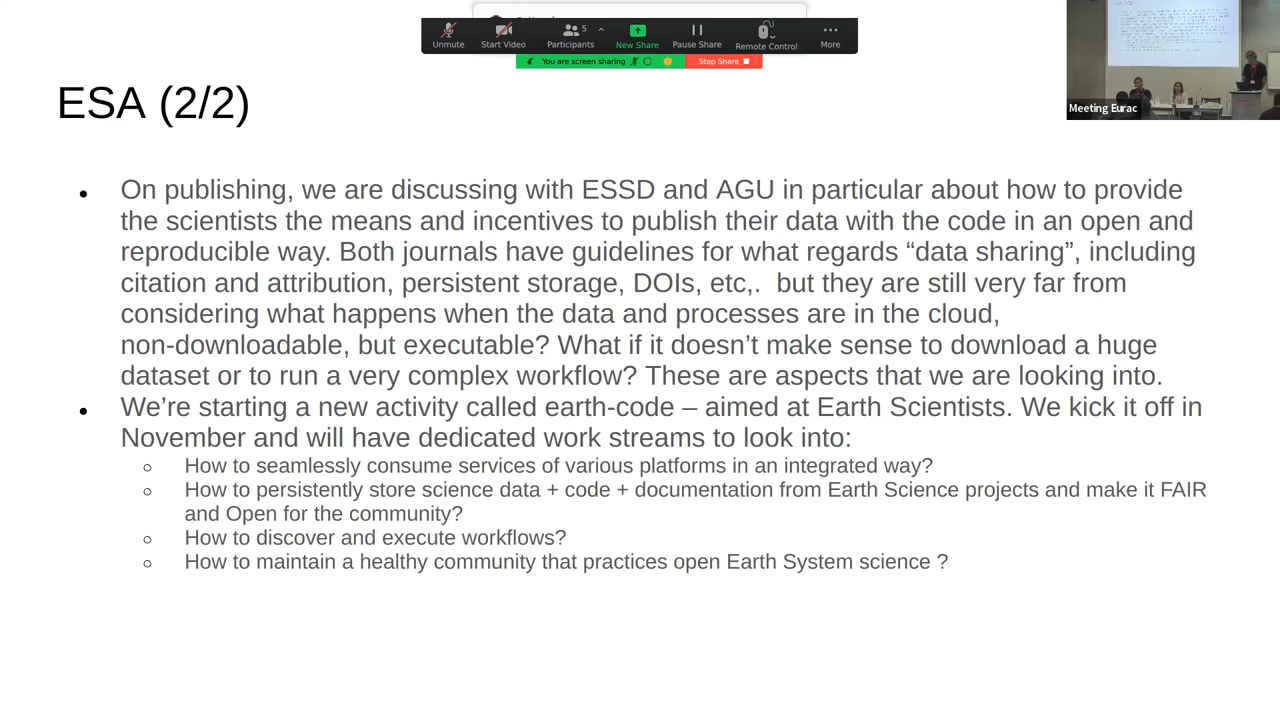 Unmute
Start Video
Participants
5
New Share
Pause Share
Remote Control
More
You are screen sharing
Stop Share
Meeting Eurac
ESA (2/2)
On publishing, we are discussing with ESSD and AGU in particular about how to provide
the scientists the means and incentives to publish their data with the code in an open and
reproducible way. Both journals have guidelines for what regards “data sharing”, including
citation and attribution, persistent storage, DOIs, etc,.  but they are still very far from
considering what happens when the data and processes are in the cloud,
non-downloadable, but executable? What if it doesn’t make sense to download a huge
dataset or to run a very complex workflow? These are aspects that we are looking into.
We’re starting a new activity called earth-code – aimed at Earth Scientists. We kick it off in
November and will have dedicated work streams to look into:
How to seamlessly consume services of various platforms in an integrated way?
How to persistently store science data + code + documentation from Earth Science projects and make it FAIR
and Open for the community?
How to discover and execute workflows?
How to maintain a healthy community that practices open Earth System science ?